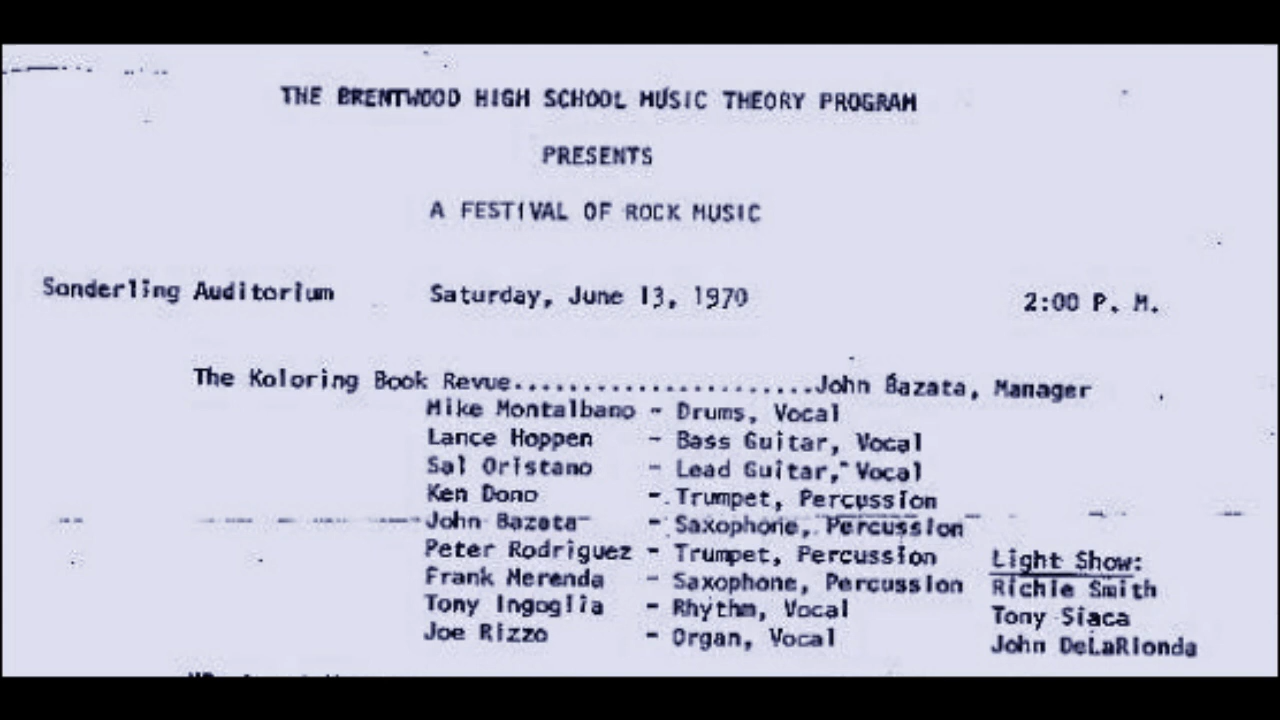 THE BRENTWOOD HIGH SCHOOL MUSIC THEORY PROGRAM
PRESENTS
A FESTIVAL OF ROCK MUSIC
Sonderling Auditorium Saturday, June 13, 1970 2:00 P. M.
The Koloring Book Revue......................John Bazata, Manager
Mike Montalbano - Drums, Vocal
Lance Hoppen - Bass Guitar, Vocal
Sal Oristano - Lead Guitar, Vocal
Ken Dono - Trumpet, Percussion
John Bazata - Saxophone, Percussion
Peter Rodriguez - Trumpet, Percussion Light Show:
Frank Merenda - Saxophone, Percussion Richie Smith
Tony Ingoglia - Rhythm, Vocal Tony Siaca
Joe Rizzo - Organ, Vocal John DeLaRionda